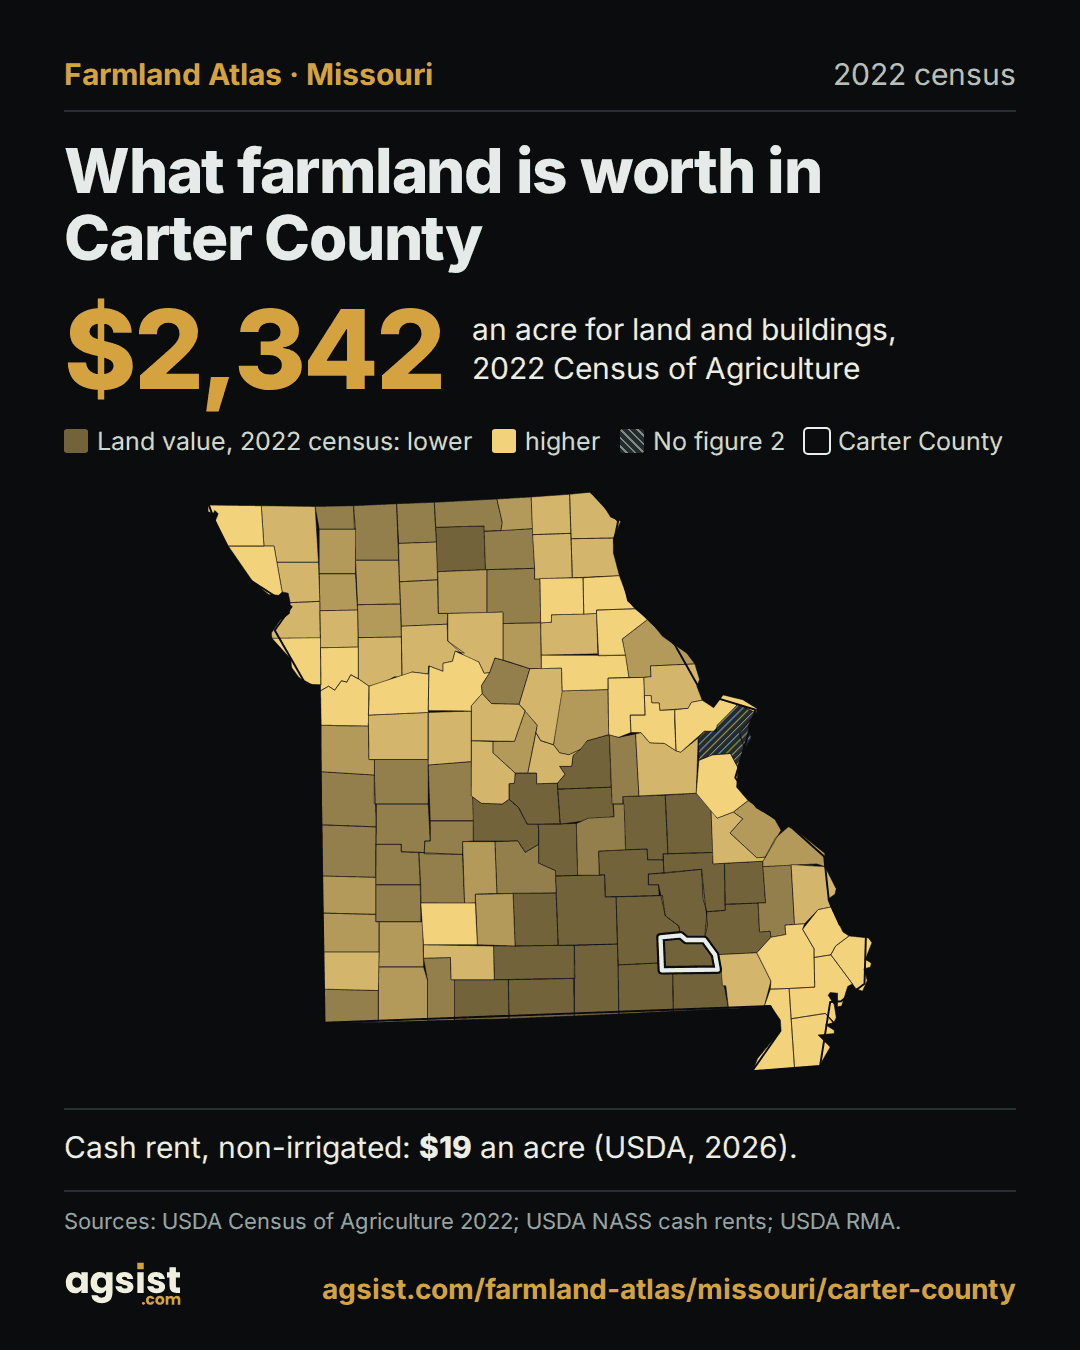 Farmland Atlas · Missouri
2022 census
What farmland is worth in
Carter County
$2,342
an acre for land and buildings,
2022 Census of Agriculture
Land value, 2022 census: lower higher No figure 2 Carter County
Cash rent, non-irrigated: $19 an acre (USDA, 2026).
Sources: USDA Census of Agriculture 2022; USDA NASS cash rents; USDA RMA.
agsist
.com
agsist.com/farmland-atlas/missouri/carter-county